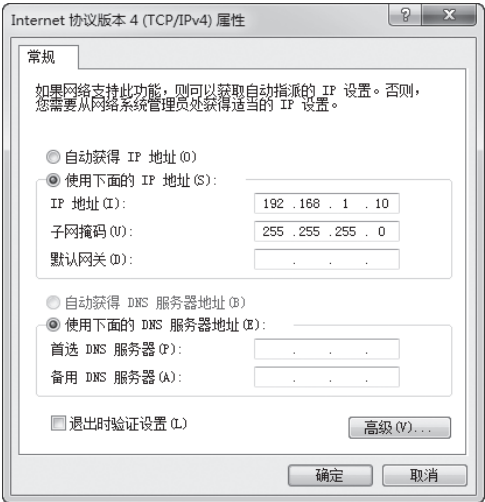 Internet 协议版本 4 (TCP/IPv4) 属性
常规
如果网络支持此功能，则可以获取自动指派的 IP 设置。否则，
您需要从网络系统管理员处获得适当的 IP 设置。
自动获得 IP 地址(O)
使用下面的 IP 地址(S):
IP 地址(I): 192 .168 . 1 . 10
子网掩码(U): 255 .255 .255 . 0
默认网关(D): . . .
自动获得 DNS 服务器地址(B)
使用下面的 DNS 服务器地址(E):
首选 DNS 服务器(P): . . .
备用 DNS 服务器(A): . . .
退出时验证设置(L)
高级(V)...
确定 取消